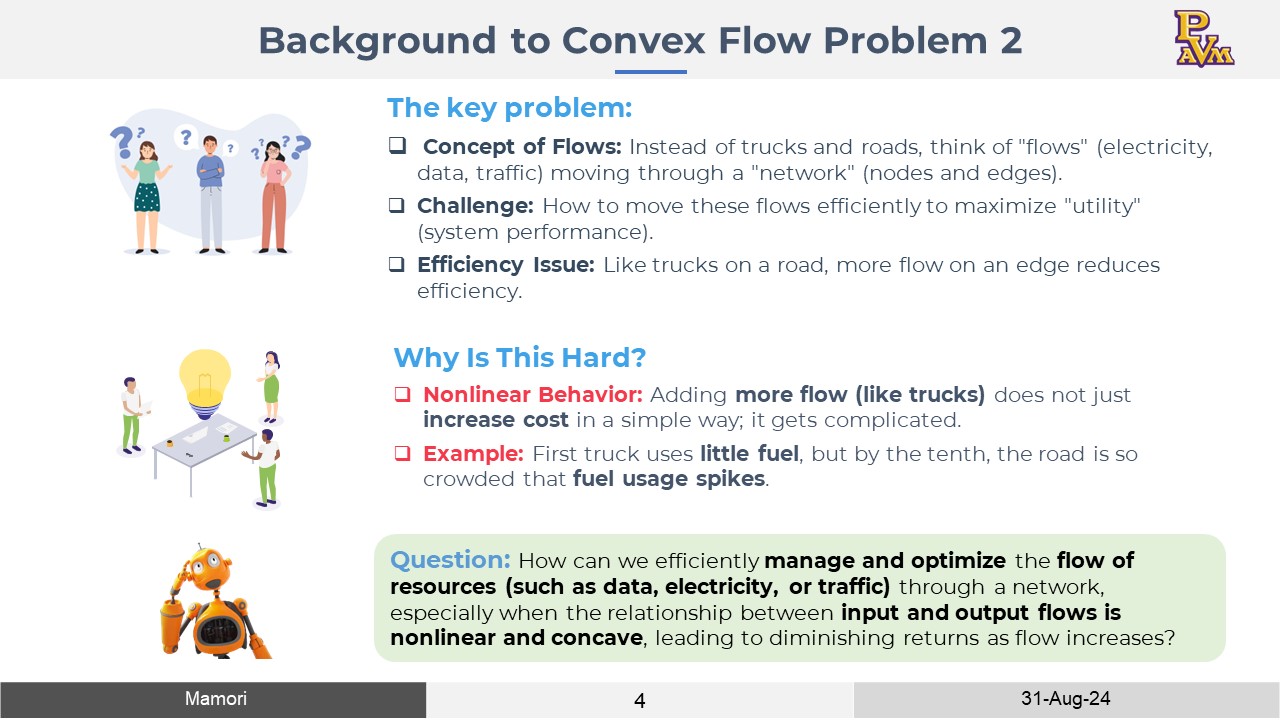 Background to Convex Flow Problem 2
PVAM
The key problem:
❑ Concept of Flows: Instead of trucks and roads, think of "flows" (electricity,
data, traffic) moving through a "network" (nodes and edges).
❑ Challenge: How to move these flows efficiently to maximize "utility"
(system performance).
❑ Efficiency Issue: Like trucks on a road, more flow on an edge reduces
efficiency.
? ? ? ? ? ? ? ?
Why Is This Hard?
❑ Nonlinear Behavior: Adding more flow (like trucks) does not just
increase cost in a simple way; it gets complicated.
❑ Example: First truck uses little fuel, but by the tenth, the road is so
crowded that fuel usage spikes.
Question: How can we efficiently manage and optimize the flow of
resources (such as data, electricity, or traffic) through a network,
especially when the relationship between input and output flows is
nonlinear and concave, leading to diminishing returns as flow increases?
Mamori
4
31-Aug-24